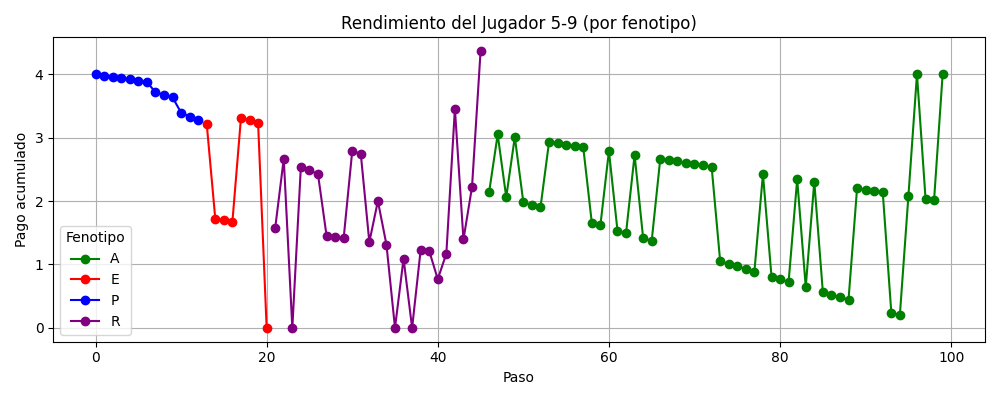 Rendimiento del Jugador 5-9 (por fenotipo)
Pago acumulado
4
3
2
1
0
Fenotipo
A
E
P
R
0 20 40 60 80 100
Paso